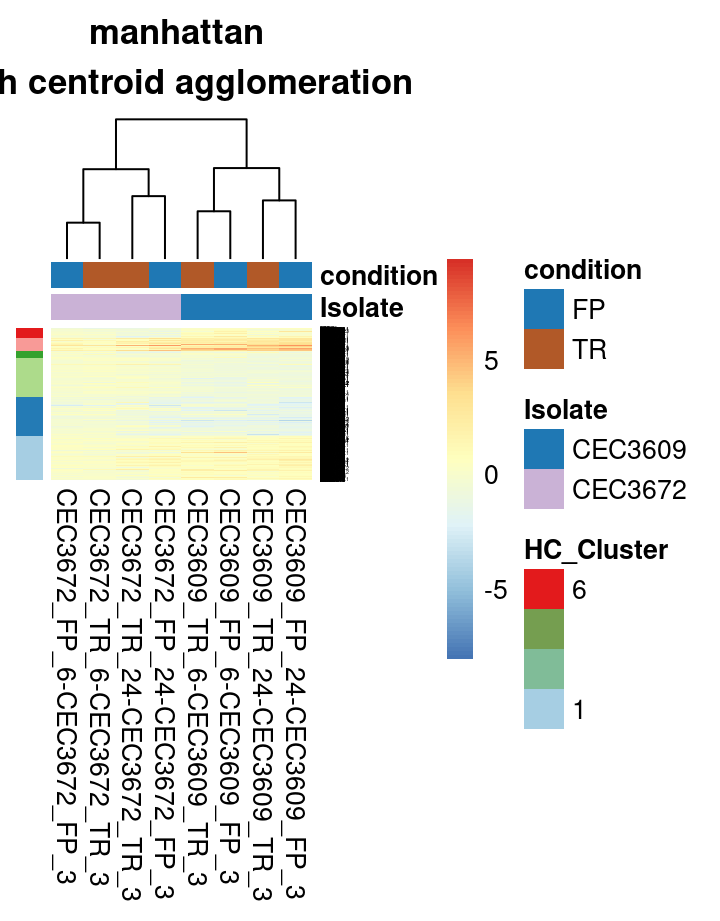 manhattan
h centroid agglomeration
condition
Isolate
CEC3672_FP_6-CEC3672_FP_3
CEC3672_TR_6-CEC3672_TR_3
CEC3672_TR_24-CEC3672_TR_3
CEC3672_FP_24-CEC3672_FP_3
CEC3609_TR_6-CEC3609_TR_3
CEC3609_FP_6-CEC3609_FP_3
CEC3609_TR_24-CEC3609_TR_3
CEC3609_FP_24-CEC3609_FP_3
5
0
-5
condition
FP
TR
Isolate
CEC3609
CEC3672
HC_Cluster
6
1